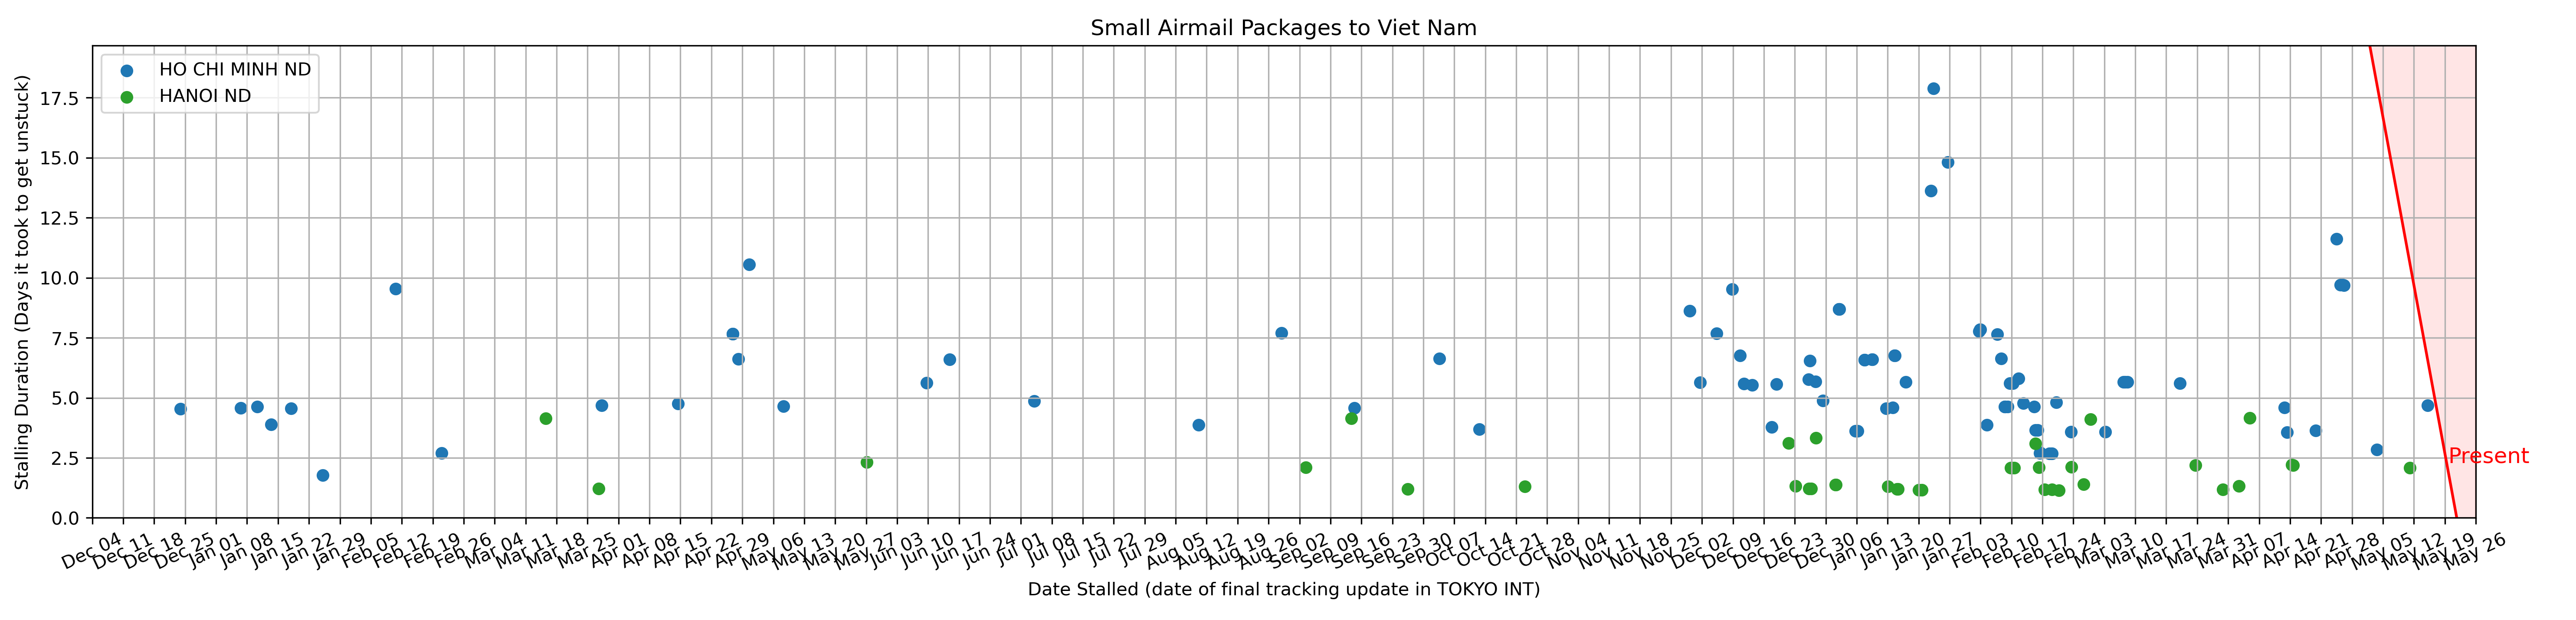 Small Airmail Packages to Viet Nam
HO CHI MINH ND
HANOI ND
Stalling Duration (Days it took to get unstuck)
17.5
15.0
12.5
10.0
7.5
5.0
2.5
0.0
Present
Dec 04
Dec 11
Dec 18
Dec 25
Jan 01
Jan 08
Jan 15
Jan 22
Jan 29
Feb 05
Feb 12
Feb 19
Feb 26
Mar 04
Mar 11
Mar 18
Mar 25
Apr 01
Apr 08
Apr 15
Apr 22
Apr 29
May 06
May 13
May 20
May 27
Jun 03
Jun 10
Jun 17
Jun 24
Jul 01
Jul 08
Jul 15
Jul 22
Jul 29
Aug 05
Aug 12
Aug 19
Aug 26
Sep 02
Sep 09
Sep 16
Sep 23
Sep 30
Oct 07
Oct 14
Oct 21
Oct 28
Nov 04
Nov 11
Nov 18
Nov 25
Dec 02
Dec 09
Dec 16
Dec 23
Dec 30
Jan 06
Jan 13
Jan 20
Jan 27
Feb 03
Feb 10
Feb 17
Feb 24
Mar 03
Mar 10
Mar 17
Mar 24
Mar 31
Apr 07
Apr 14
Apr 21
Apr 28
May 05
May 12
May 19
May 26
Date Stalled (date of final tracking update in TOKYO INT)